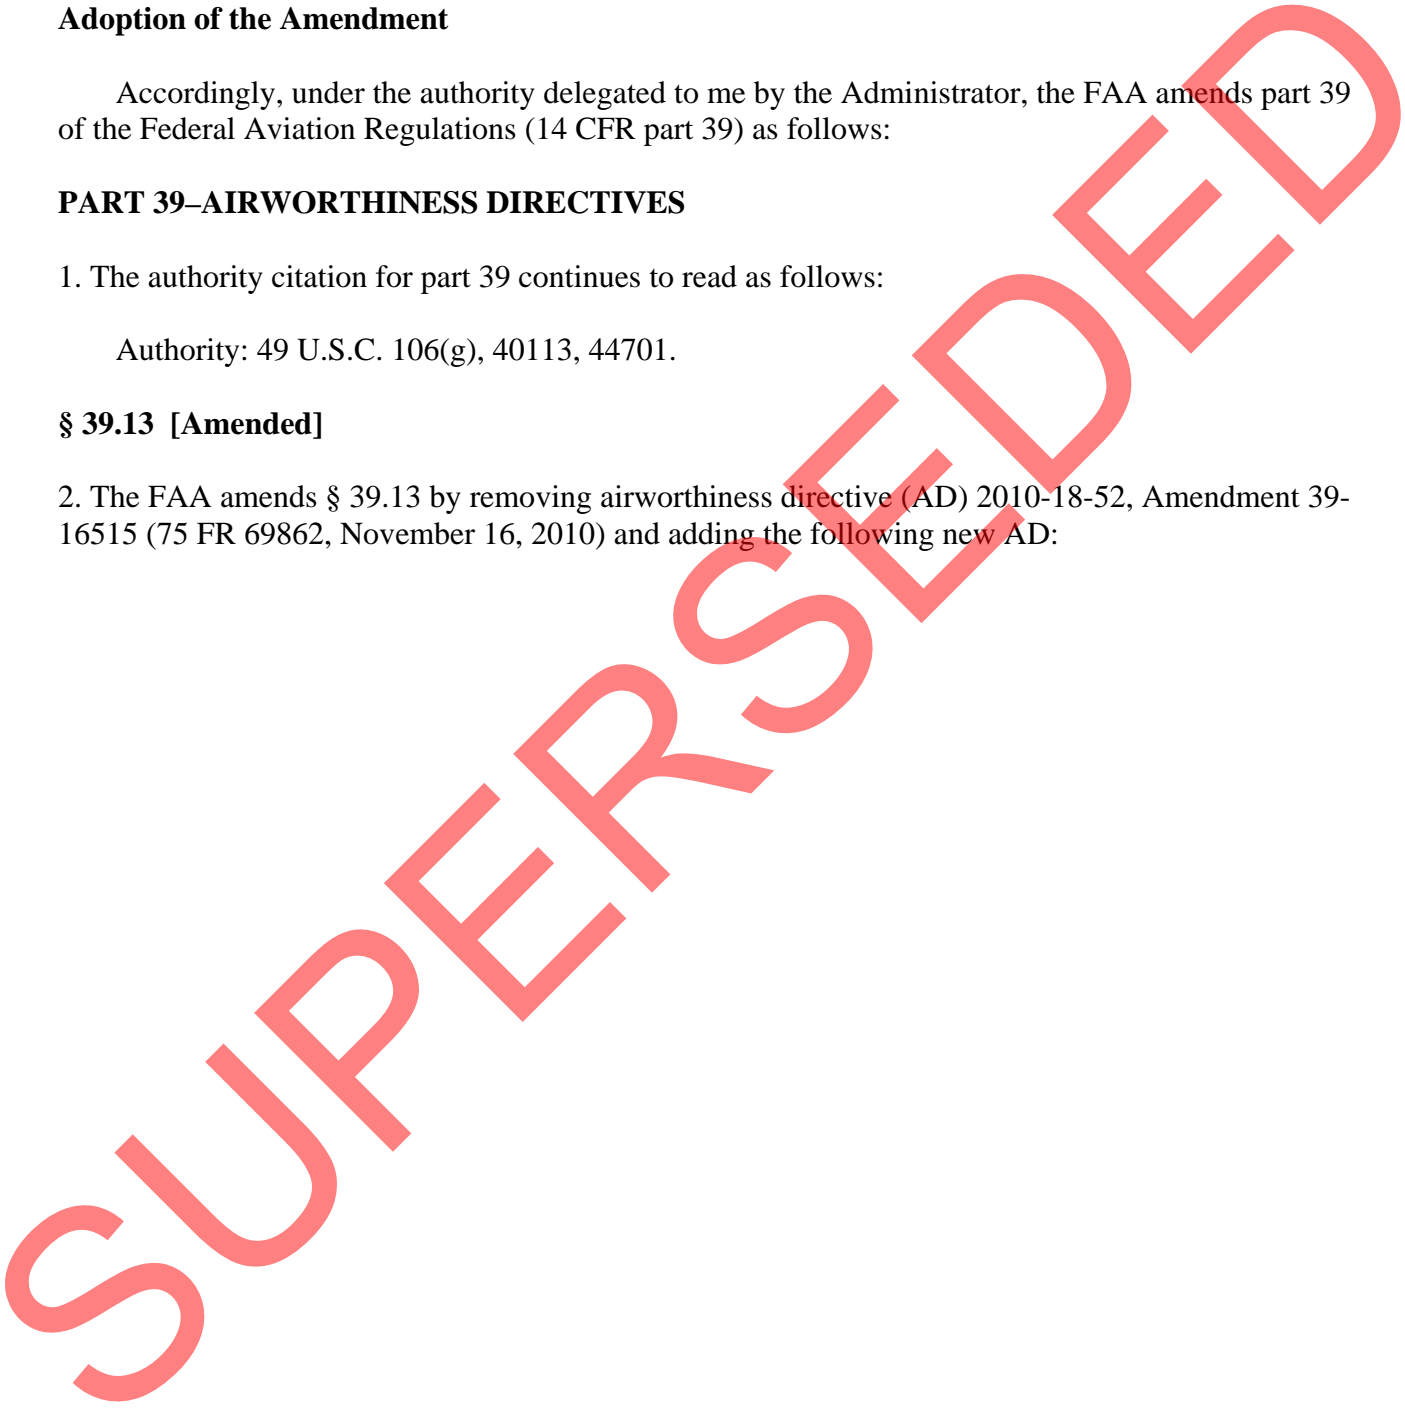 Adoption of the Amendment
Accordingly, under the authority delegated to me by the Administrator, the FAA amends part 39
of the Federal Aviation Regulations (14 CFR part 39) as follows:
PART 39–AIRWORTHINESS DIRECTIVES
1. The authority citation for part 39 continues to read as follows:
Authority: 49 U.S.C. 106(g), 40113, 44701.
§ 39.13 [Amended]
2. The FAA amends § 39.13 by removing airworthiness directive (AD) 2010-18-52, Amendment 39-
16515 (75 FR 69862, November 16, 2010) and adding the following new AD:
SUPERSEDED